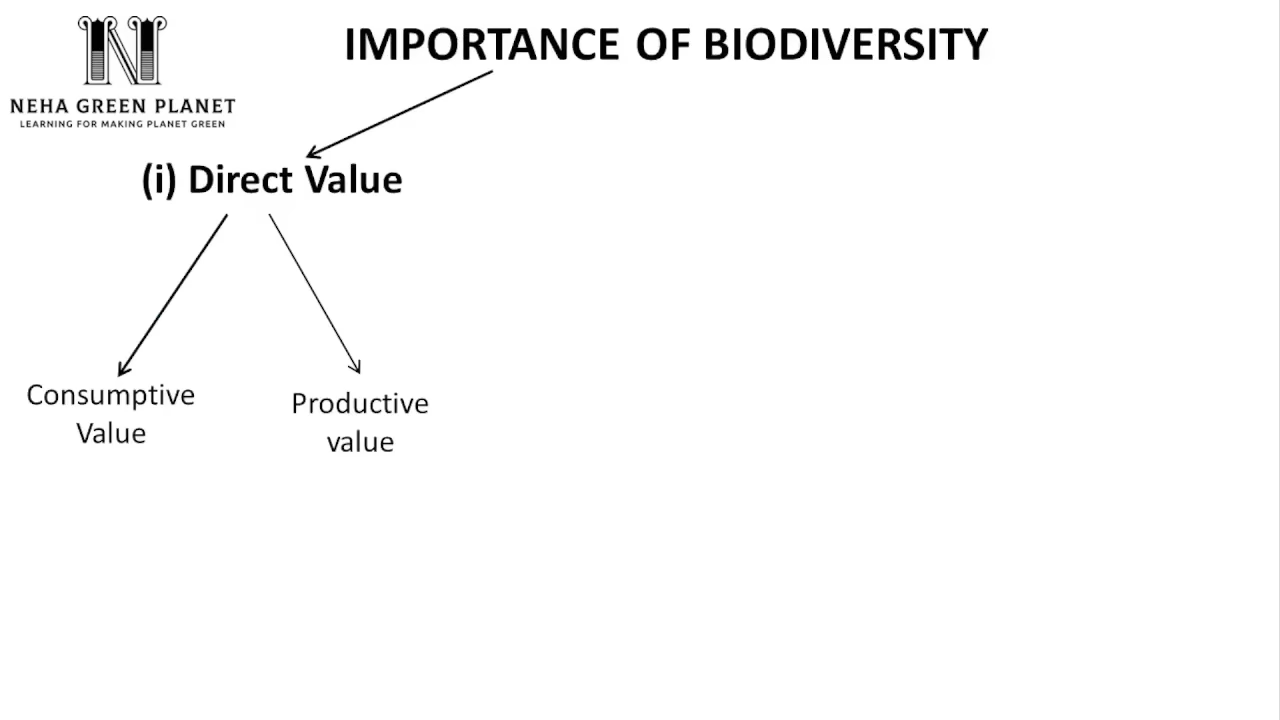 IMPORTANCE OF BIODIVERSITY
N
NEHA GREEN PLANET
LEARNING FOR MAKING PLANET GREEN
(i) Direct Value
Consumptive
Value
Productive
value